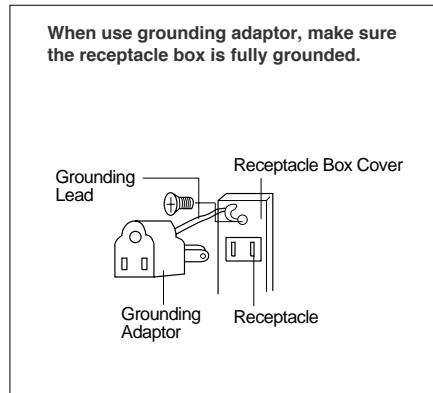 When use grounding adaptor, make sure
the receptacle box is fully grounded.
Grounding
Lead
Receptacle Box Cover
Grounding
Adaptor
Receptacle